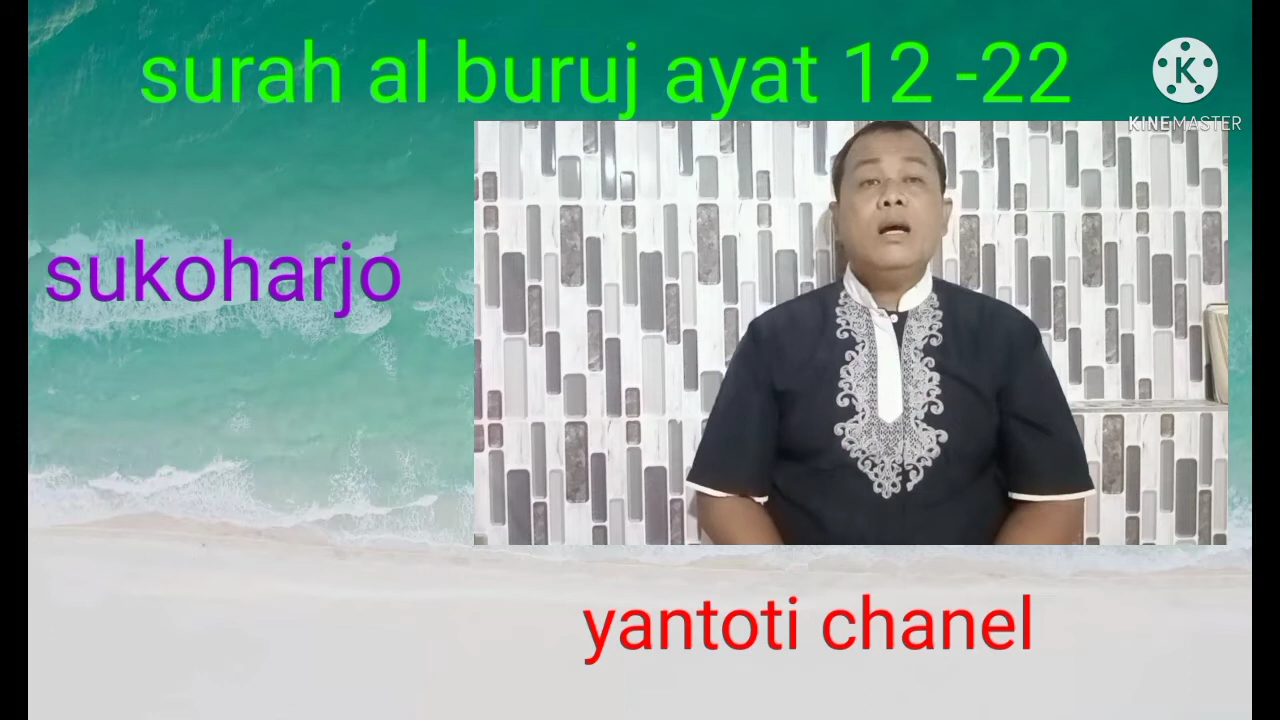 surah al buruj ayat 12 -22
K
KINEMASTER
sukoharjo
yantoti chanel